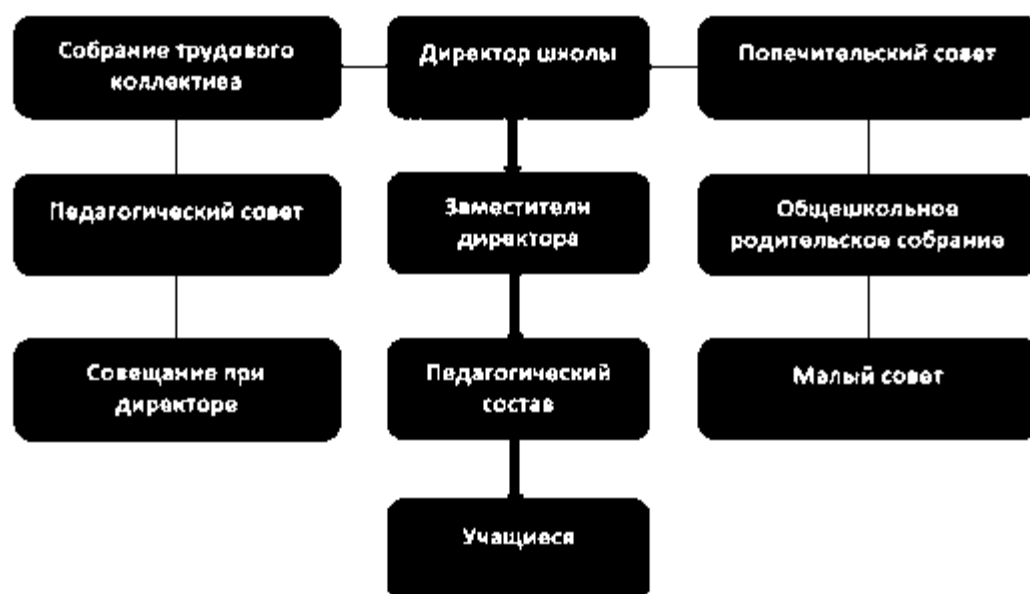 Собрание трудового
коллектива
Директор школы
Попечительский совет
Педагогический совет
Заместители
директора
Общешкольное
родительское собрание
Совещание при
директоре
Педагогический
состав
Малый совет
Учащиеся